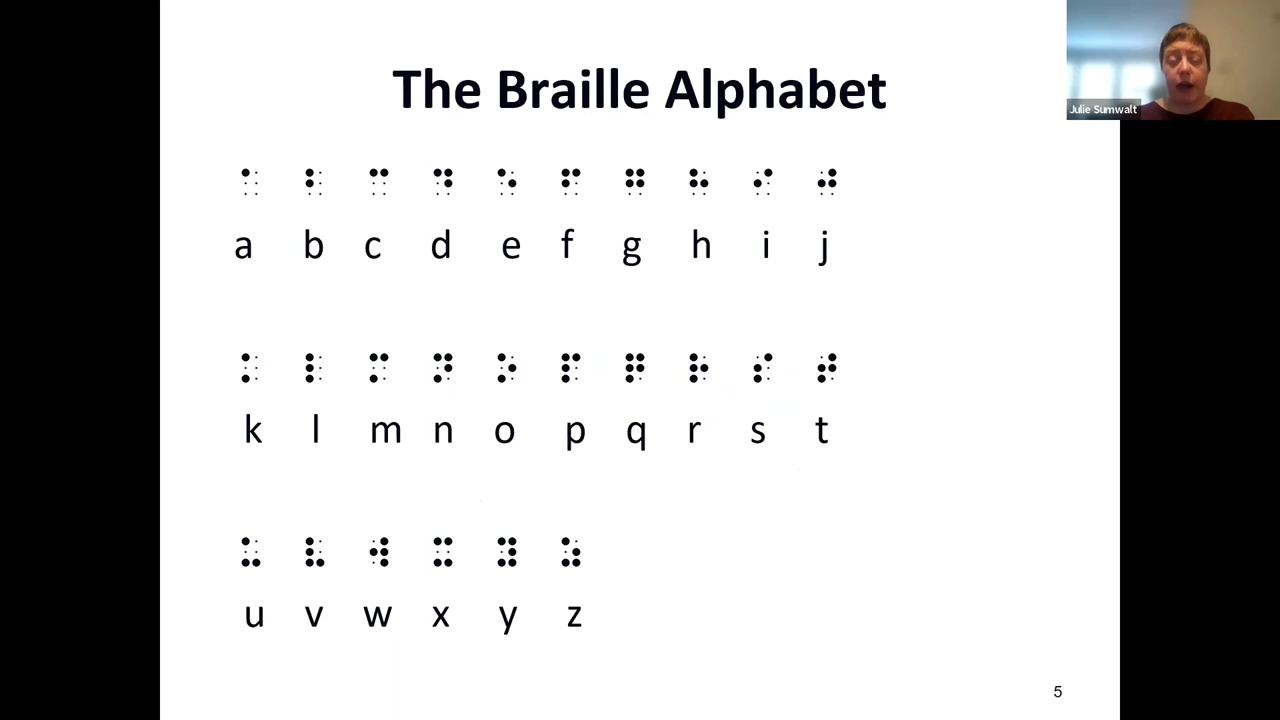 The Braille Alphabet
Julie Sumwalt
⠁ ⠃ ⠉ ⠙ ⠑ ⠋ ⠛ ⠓ ⠊ ⠚
a b c d e f g h i j
⠅ ⠇ ⠍ ⠝ ⠕ ⠏ ⠟ ⠗ ⠎ ⠞
k l m n o p q r s t
⠥ ⠧ ⠺ ⠭ ⠽ ⠵
u v w x y z
5